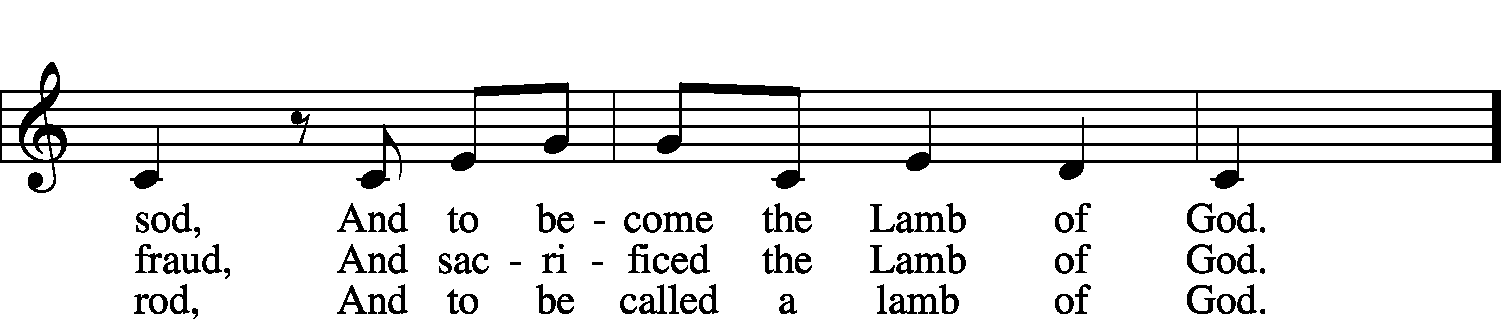 sod, And to be - come the Lamb of God.
fraud, And sac - ri - ficed the Lamb of God.
rod, And to be called a lamb of God.